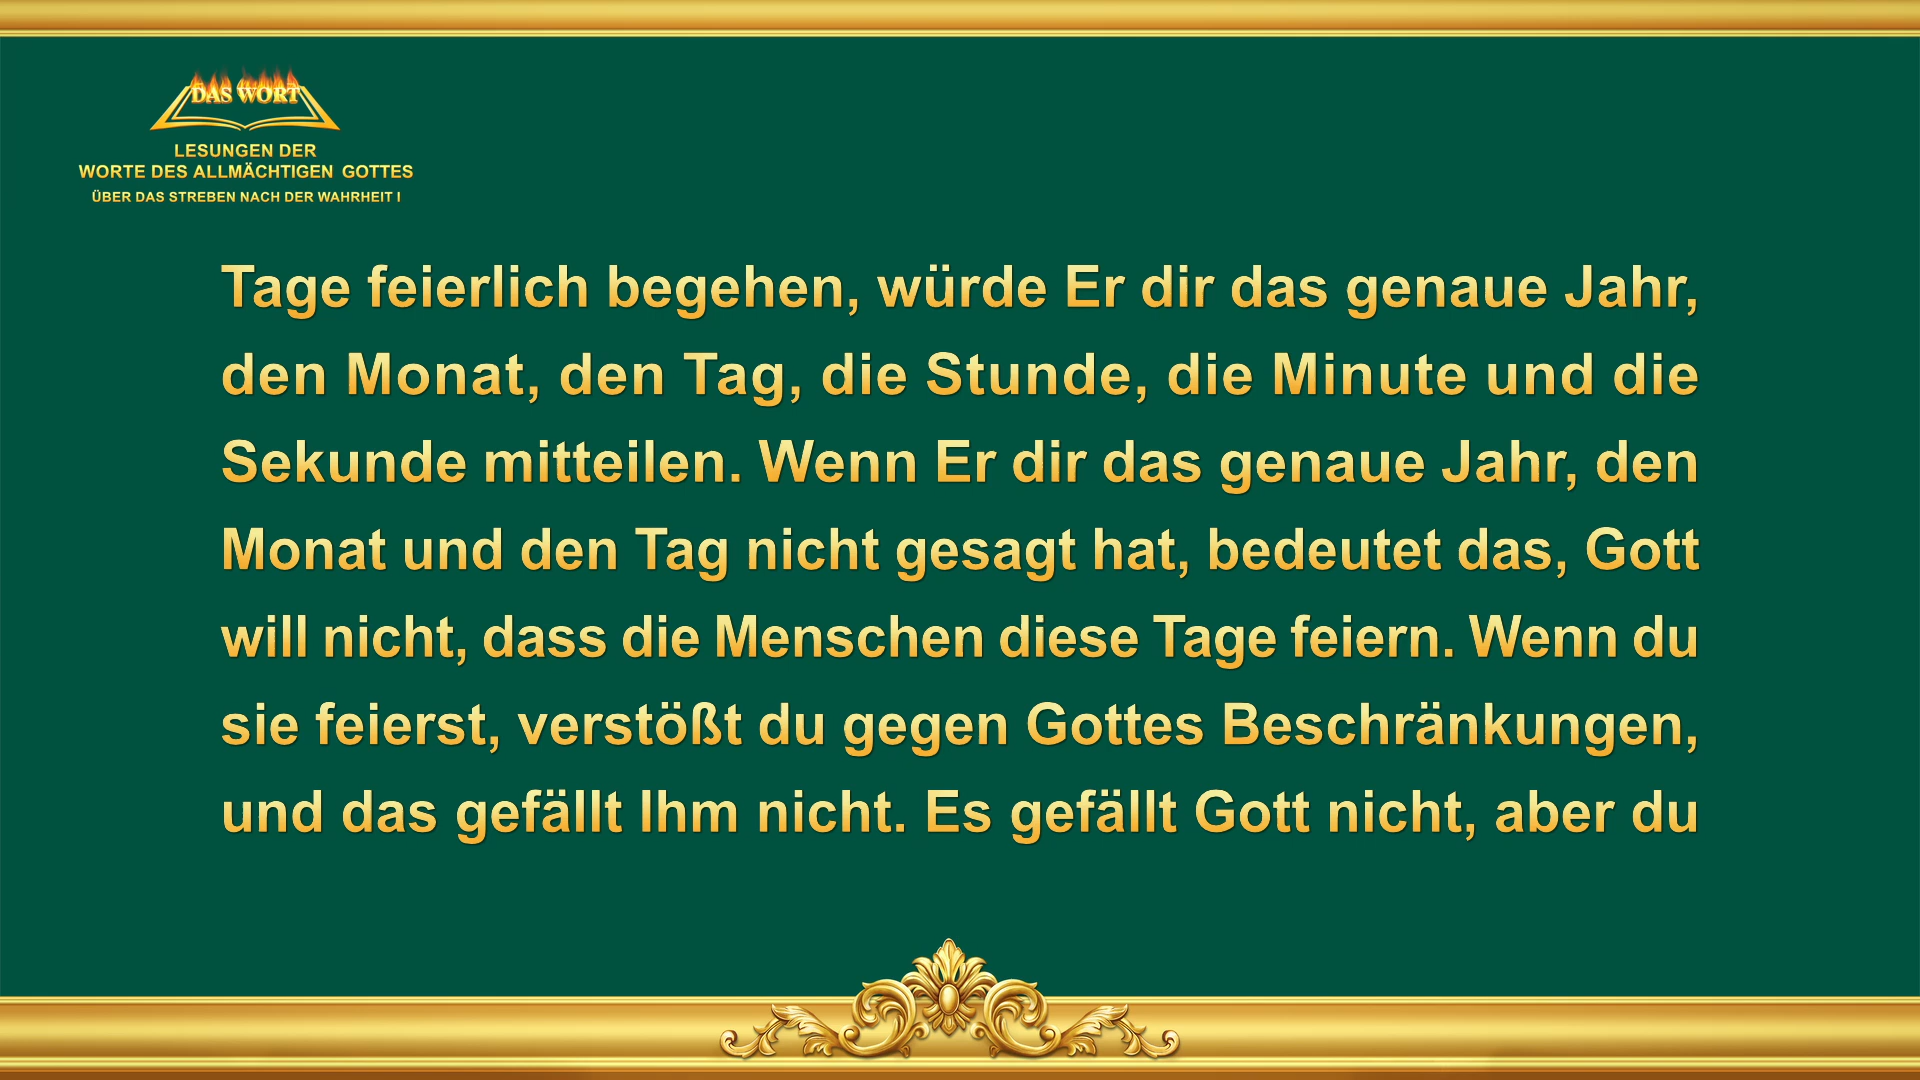 DAS WORT
LESUNGEN DER
WORTE DES ALLMÄCHTIGEN GOTTES
ÜBER DAS STREBEN NACH DER WAHRHEIT I
Tage feierlich begehen, würde Er dir das genaue Jahr,
den Monat, den Tag, die Stunde, die Minute und die
Sekunde mitteilen. Wenn Er dir das genaue Jahr, den
Monat und den Tag nicht gesagt hat, bedeutet das, Gott
will nicht, dass die Menschen diese Tage feiern. Wenn du
sie feierst, verstößt du gegen Gottes Beschränkungen,
und das gefällt Ihm nicht. Es gefällt Gott nicht, aber du